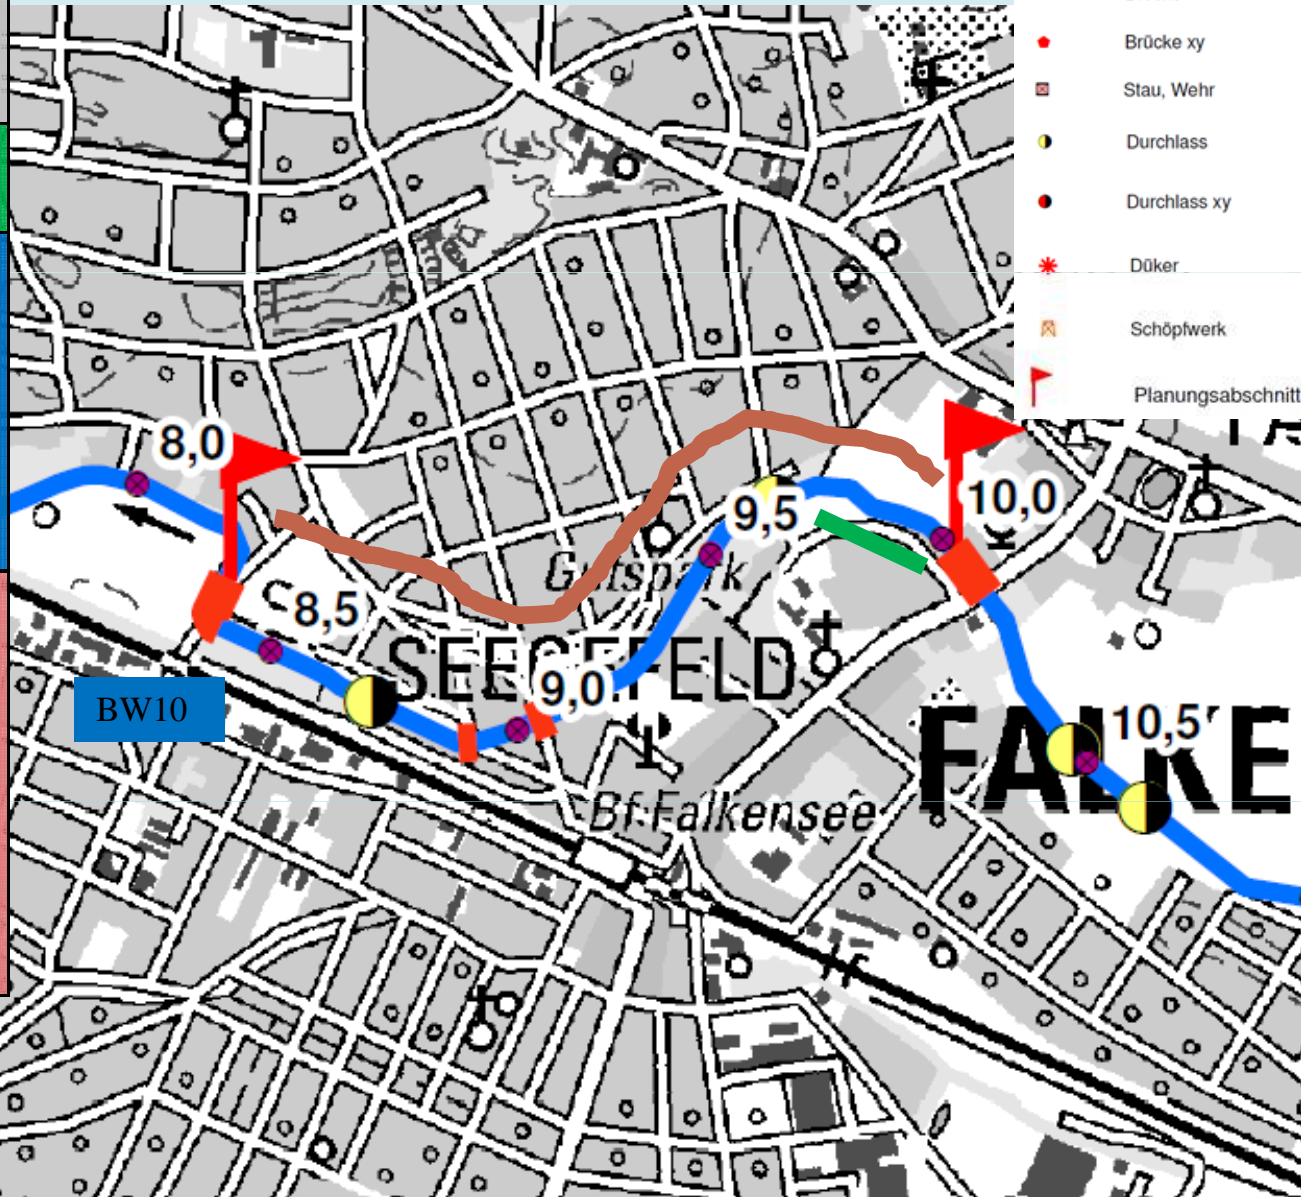 Brücke xy
Stau, Wehr
Durchlass
Durchlass xy
Düker
Schöpfwerk
Planungsabschnitt
8,0
10,0
9,5
Gutspark
8,5
SEEGEFELD
9,0
BW10
10,5
FALKE
Bf Falkensee